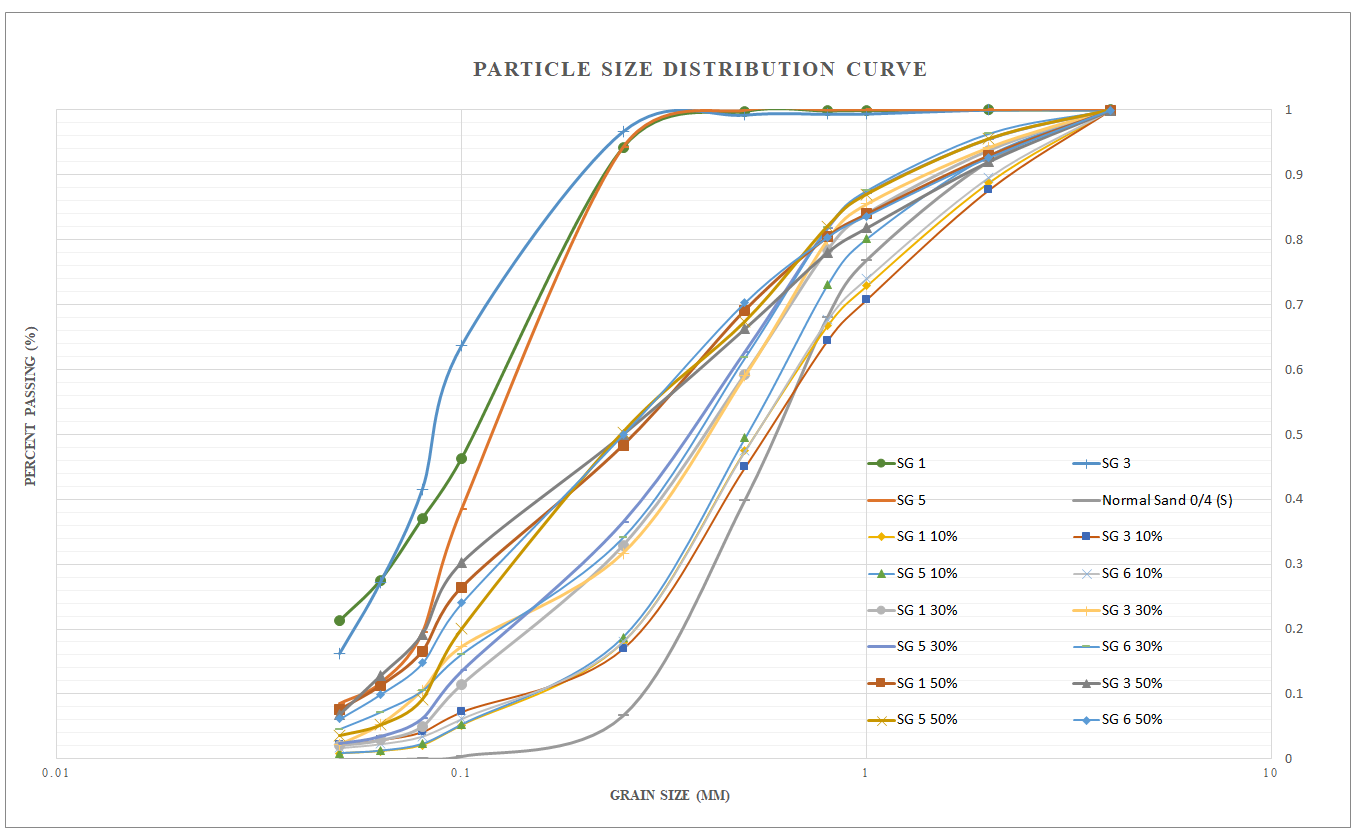 PARTICLE SIZE DISTRIBUTION CURVE
PERCENT PASSING (%)
1
0.9
0.8
0.7
0.6
0.5
0.4
0.3
0.2
0.1
0
SG 1 SG 3
SG 5 Normal Sand 0/4 (S)
SG 1 10% SG 3 10%
SG 5 10% SG 6 10%
SG 1 30% SG 3 30%
SG 5 30% SG 6 30%
SG 1 50% SG 3 50%
SG 5 50% SG 6 50%
0.01 0.1 1 10
GRAIN SIZE (MM)